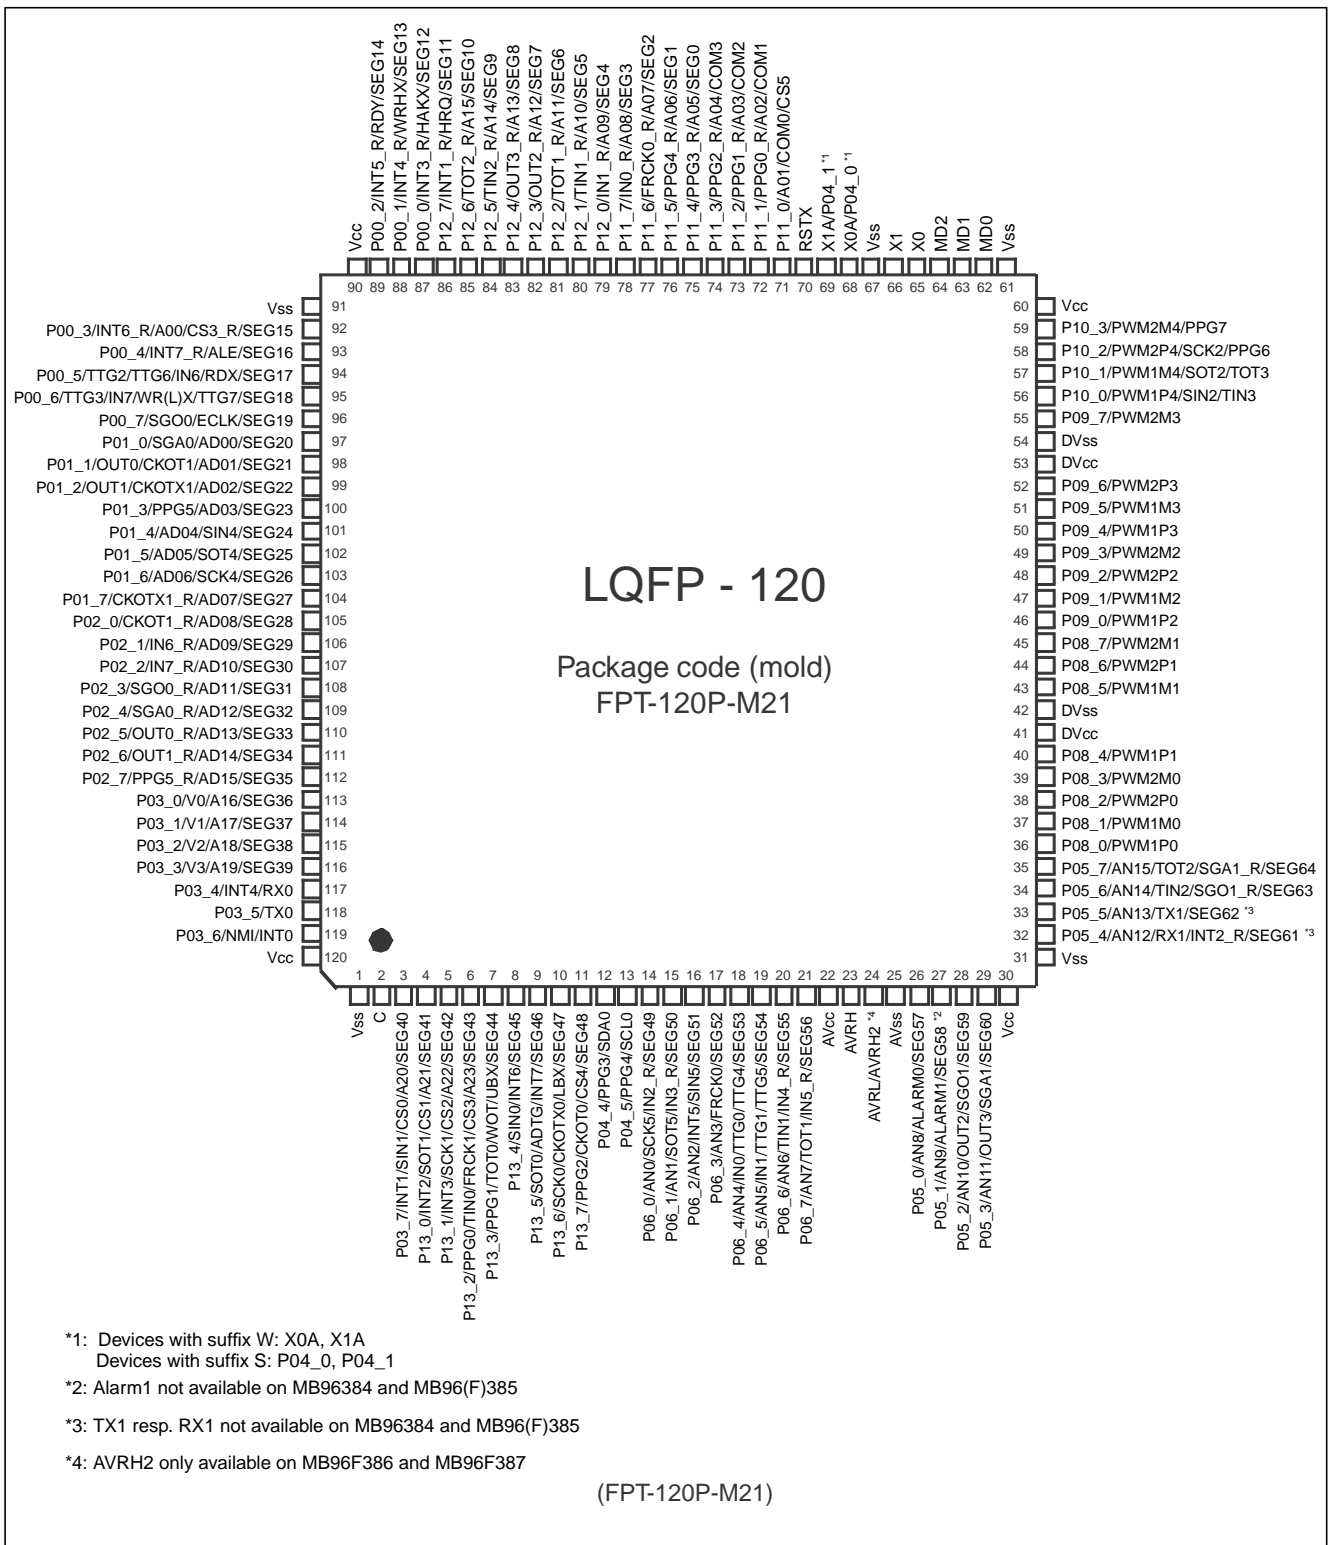 Vcc
P00_2/INT5_R/RDY/SEG14
P00_1/INT4_R/WRHX/SEG13
P00_0/INT3_R/HAKX/SEG12
P12_7/INT1_R/HRQ/SEG11
P12_6/TOT2_R/A15/SEG10
P12_5/TIN2_R/A14/SEG9
P12_4/OUT3_R/A13/SEG8
P12_3/OUT2_R/A12/SEG7
P12_2/TOT1_R/A11/SEG6
P12_1/TIN1_R/A10/SEG5
P12_0/IN1_R/A09/SEG4
P11_7/IN0_R/A08/SEG3
P11_6/FRCK0_R/A07/SEG2
P11_5/PPG4_R/A06/SEG1
P11_4/PPG3_R/A05/SEG0
P11_3/PPG2_R/A04/COM3
P11_2/PPG1_R/A03/COM2
P11_1/PPG0_R/A02/COM1
P11_0/A01/COM0/CS5
RSTX
X1A/P04_1 *1
X0A/P04_0 *1
Vss
X1
X0
MD2
MD1
MD0
Vss
90 89 88 87 86 85 84 83 82 81 80 79 78 77 76 75 74 73 72 71 70 69 68 67 66 65 64 63 62 61
Vss 91
P00_3/INT6_R/A00/CS3_R/SEG15 92
P00_4/INT7_R/ALE/SEG16 93
P00_5/TTG2/TTG6/IN6/RDX/SEG17 94
P00_6/TTG3/IN7/WR(L)X/TTG7/SEG18 95
P00_7/SGO0/ECLK/SEG19 96
P01_0/SGA0/AD00/SEG20 97
P01_1/OUT0/CKOT1/AD01/SEG21 98
P01_2/OUT1/CKOTX1/AD02/SEG22 99
P01_3/PPG5/AD03/SEG23 100
P01_4/AD04/SIN4/SEG24 101
P01_5/AD05/SOT4/SEG25 102
P01_6/AD06/SCK4/SEG26 103
P01_7/CKOTX1_R/AD07/SEG27 104
P02_0/CKOT1_R/AD08/SEG28 105
P02_1/IN6_R/AD09/SEG29 106
P02_2/IN7_R/AD10/SEG30 107
P02_3/SGO0_R/AD11/SEG31 108
P02_4/SGA0_R/AD12/SEG32 109
P02_5/OUT0_R/AD13/SEG33 110
P02_6/OUT1_R/AD14/SEG34 111
P02_7/PPG5_R/AD15/SEG35 112
P03_0/V0/A16/SEG36 113
P03_1/V1/A17/SEG37 114
P03_2/V2/A18/SEG38 115
P03_3/V3/A19/SEG39 116
P03_4/INT4/RX0 117
P03_5/TX0 118
P03_6/NMI/INT0 119
Vcc 120
LQFP - 120
Package code (mold)
FPT-120P-M21
60 Vcc
59 P10_3/PWM2M4/PPG7
58 P10_2/PWM2P4/SCK2/PPG6
57 P10_1/PWM1M4/SOT2/TOT3
56 P10_0/PWM1P4/SIN2/TIN3
55 P09_7/PWM2M3
54 DVss
53 DVcc
52 P09_6/PWM2P3
51 P09_5/PWM1M3
50 P09_4/PWM1P3
49 P09_3/PWM2M2
48 P09_2/PWM2P2
47 P09_1/PWM1M2
46 P09_0/PWM1P2
45 P08_7/PWM2M1
44 P08_6/PWM2P1
43 P08_5/PWM1M1
42 DVss
41 DVcc
40 P08_4/PWM1P1
39 P08_3/PWM2M0
38 P08_2/PWM2P0
37 P08_1/PWM1M0
36 P08_0/PWM1P0
35 P05_7/AN15/TOT2/SGA1_R/SEG64
34 P05_6/AN14/TIN2/SGO1_R/SEG63
33 P05_5/AN13/TX1/SEG62 *3
32 P05_4/AN12/RX1/INT2_R/SEG61 *3
31 Vss
1 2 3 4 5 6 7 8 9 10 11 12 13 14 15 16 17 18 19 20 21 22 23 24 25 26 27 28 29 30
Vss
C
P03_7/INT1/SIN1/CS0/A20/SEG40
P13_0/INT2/SOT1/CS1/A21/SEG41
P13_1/INT3/SCK1/CS2/A22/SEG42
P13_2/PPG0/TIN0/FRCK1/CS3/A23/SEG43
P13_3/PPG1/TOT0/WOT/UBX/SEG44
P13_4/SIN0/INT6/SEG45
P13_5/SOT0/ADTG/INT7/SEG46
P13_6/SCK0/CKOTX0/LBX/SEG47
P13_7/PPG2/CKOT0/CS4/SEG48
P04_4/PPG3/SDA0
P04_5/PPG4/SCL0
P06_0/AN0/SCK5/IN2_R/SEG49
P06_1/AN1/SOT5/IN3_R/SEG50
P06_2/AN2/INT5/SIN5/SEG51
P06_3/AN3/FRCK0/SEG52
P06_4/AN4/IN0/TTG0/TTG4/SEG53
P06_5/AN5/IN1/TTG1/TTG5/SEG54
P06_6/AN6/TIN1/IN4_R/SEG55
P06_7/AN7/TOT1/IN5_R/SEG56
AVcc
AVRH
AVRL/AVRH2 *4
AVss
P05_0/AN8/ALARM0/SEG57
P05_1/AN9/ALARM1/SEG58 *2
P05_2/AN10/OUT2/SGO1/SEG59
P05_3/AN11/OUT3/SGA1/SEG60
Vcc
*1: Devices with suffix W: X0A, X1A
Devices with suffix S: P04_0, P04_1
*2: Alarm1 not available on MB96384 and MB96(F)385
*3: TX1 resp. RX1 not available on MB96384 and MB96(F)385
*4: AVRH2 only available on MB96F386 and MB96F387
(FPT-120P-M21)